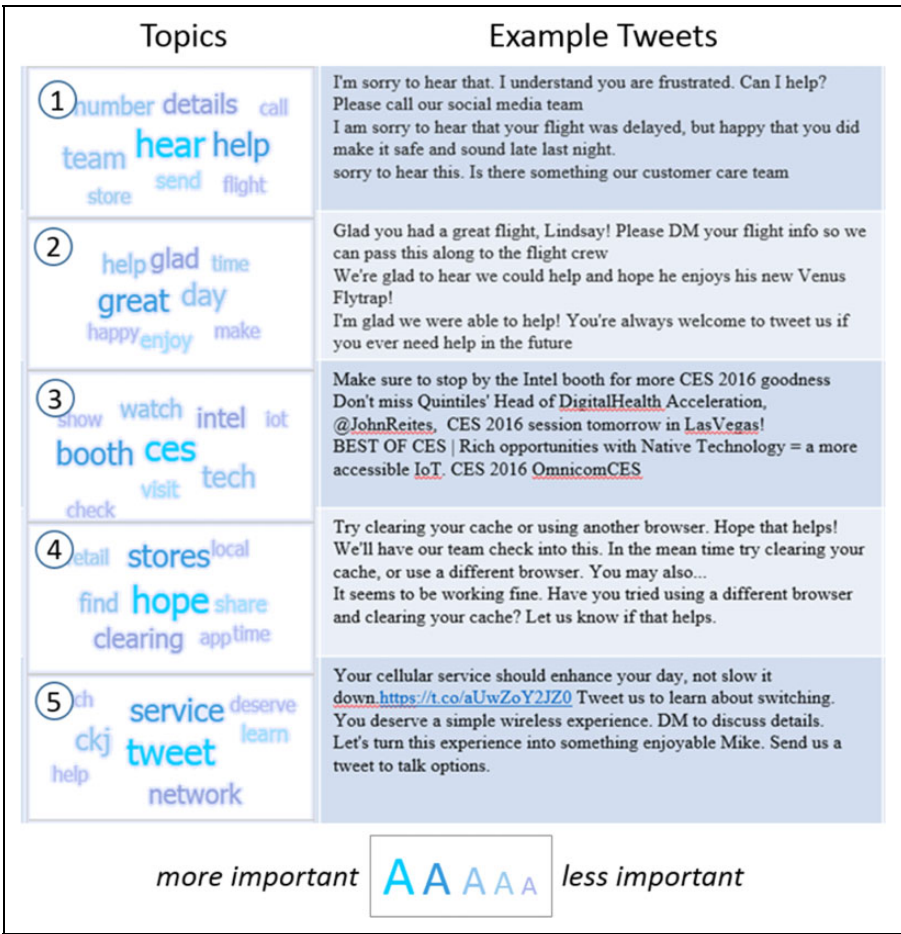 Topics Example Tweets
1
number details call
hear help
team
send flight
store
I'm sorry to hear that. I understand you are frustrated. Can I help?
Please call our social media team
I am sorry to hear that your flight was delayed, but happy that you did
make it safe and sound late last night.
sorry to hear this. Is there something our customer care team
2
help glad time
great day
happy enjoy make
Glad you had a great flight, Lindsay! Please DM your flight info so we
can pass this along to the flight crew
We're glad to hear we could help and hope he enjoys his new Venus
Flytrap!
I'm glad we were able to help! You're always welcome to tweet us if
you ever need help in the future
3
show watch intel iot
booth ces
visit tech
check
Make sure to stop by the Intel booth for more CES 2016 goodness
Don't miss Quintiles' Head of DigitalHealth Acceleration,
@JohnReites, CES 2016 session tomorrow in LasVegas!
BEST OF CES | Rich opportunities with Native Technology = a more
accessible IoT. CES 2016 OmnicomCES
4
etail stores local
find hope share
clearing app time
Try clearing your cache or using another browser. Hope that helps!
We'll have our team check into this. In the mean time try clearing your
cache, or use a different browser. You may also...
It seems to be working fine. Have you tried using a different browser
and clearing your cache? Let us know if that helps.
5
ch service deserve
ckj tweet learn
help
network
Your cellular service should enhance your day, not slow it
down.https://t.co/aUwZoY2JZ0 Tweet us to learn about switching.
You deserve a simple wireless experience. DM to discuss details.
Let's turn this experience into something enjoyable Mike. Send us a
tweet to talk options.
more important A A A A A less important